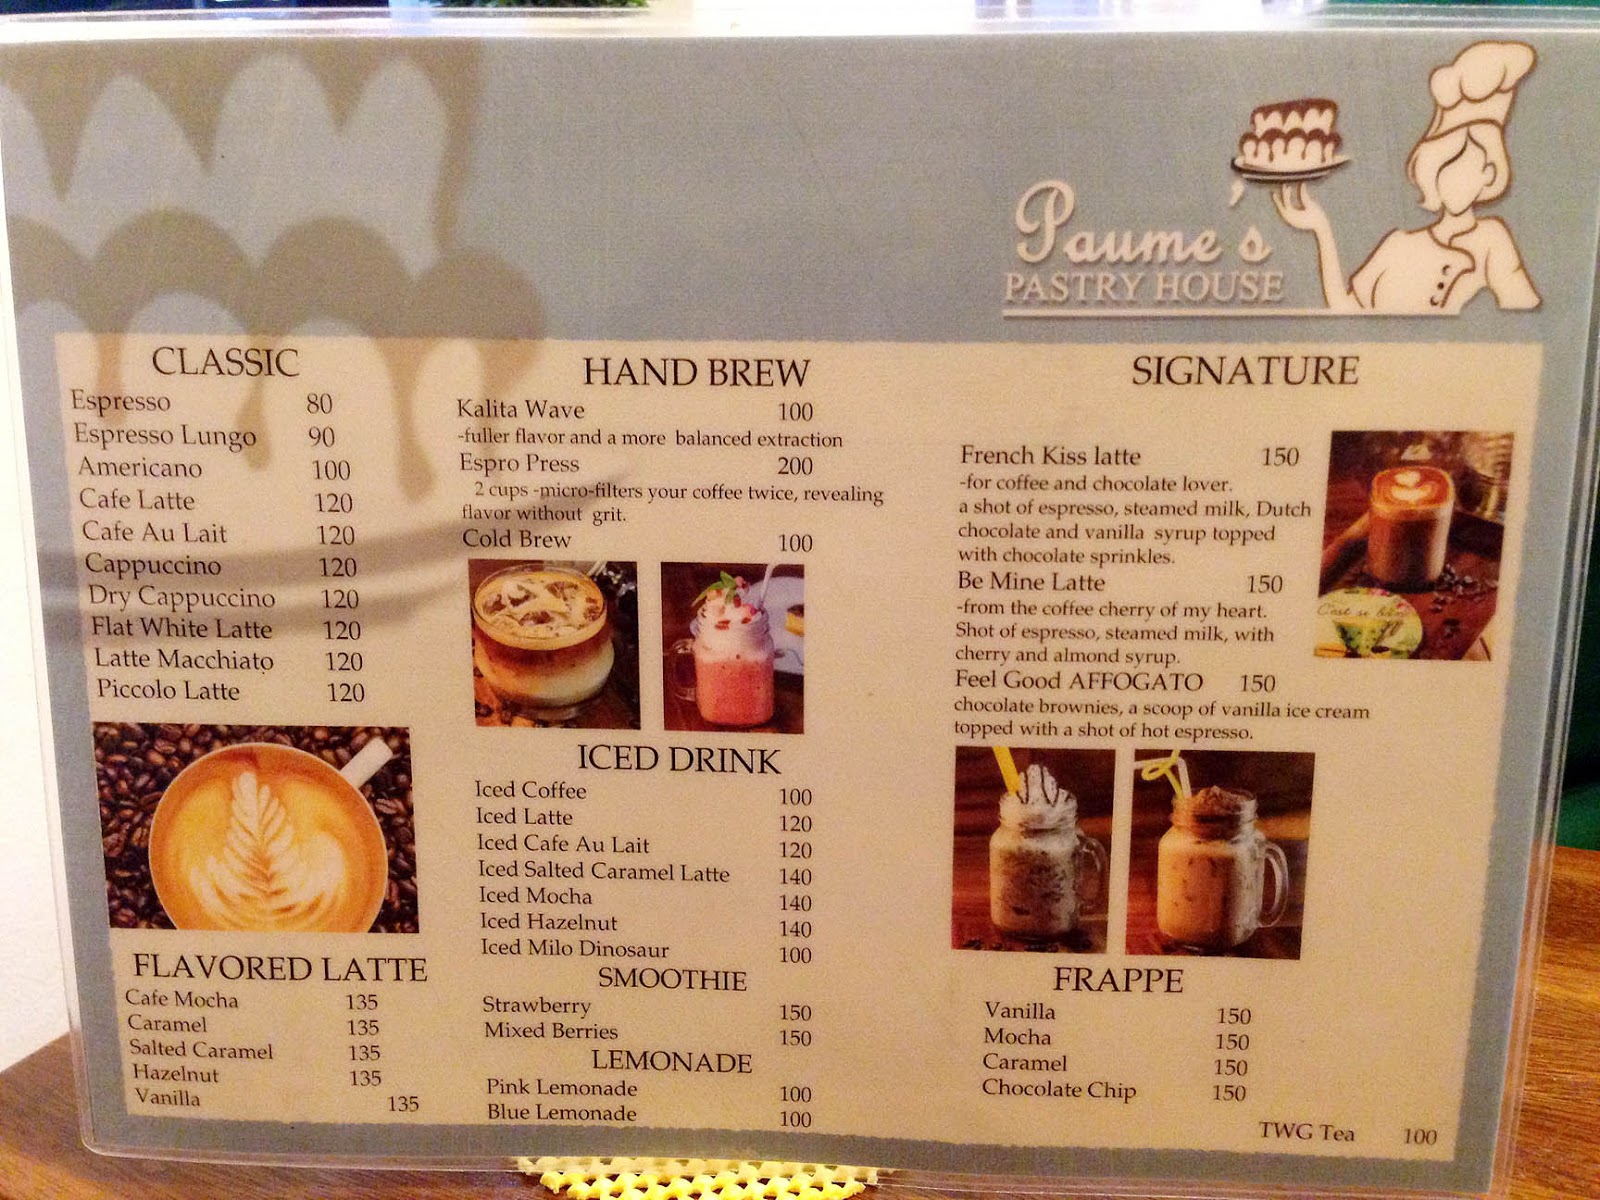 Paume's
PASTRY HOUSE
CLASSIC
Espresso 80
Espresso Lungo 90
Americano 100
Cafe Latte 120
Cafe Au Lait 120
Cappuccino 120
Dry Cappuccino 120
Flat White Latte 120
Latte Macchiato 120
Piccolo Latte 120
FLAVORED LATTE
Cafe Mocha 135
Caramel 135
Salted Caramel 135
Hazelnut 135
Vanilla 135
HAND BREW
Kalita Wave 100
-fuller flavor and a more balanced extraction
Espro Press 200
2 cups -micro-filters your coffee twice, revealing
flavor without grit.
Cold Brew 100
ICED DRINK
Iced Coffee 100
Iced Latte 120
Iced Cafe Au Lait 120
Iced Salted Caramel Latte 140
Iced Mocha 140
Iced Hazelnut 140
Iced Milo Dinosaur 100
SMOOTHIE
Strawberry 150
Mixed Berries 150
LEMONADE
Pink Lemonade 100
Blue Lemonade 100
SIGNATURE
French Kiss latte 150
-for coffee and chocolate lover.
a shot of espresso, steamed milk, Dutch
chocolate and vanilla syrup topped
with chocolate sprinkles.
Be Mine Latte 150
-from the coffee cherry of my heart.
Shot of espresso, steamed milk, with
cherry and almond syrup.
Feel Good AFFOGATO 150
chocolate brownies, a scoop of vanilla ice cream
topped with a shot of hot espresso.
FRAPPE
Vanilla 150
Mocha 150
Caramel 150
Chocolate Chip 150
TWG Tea 100